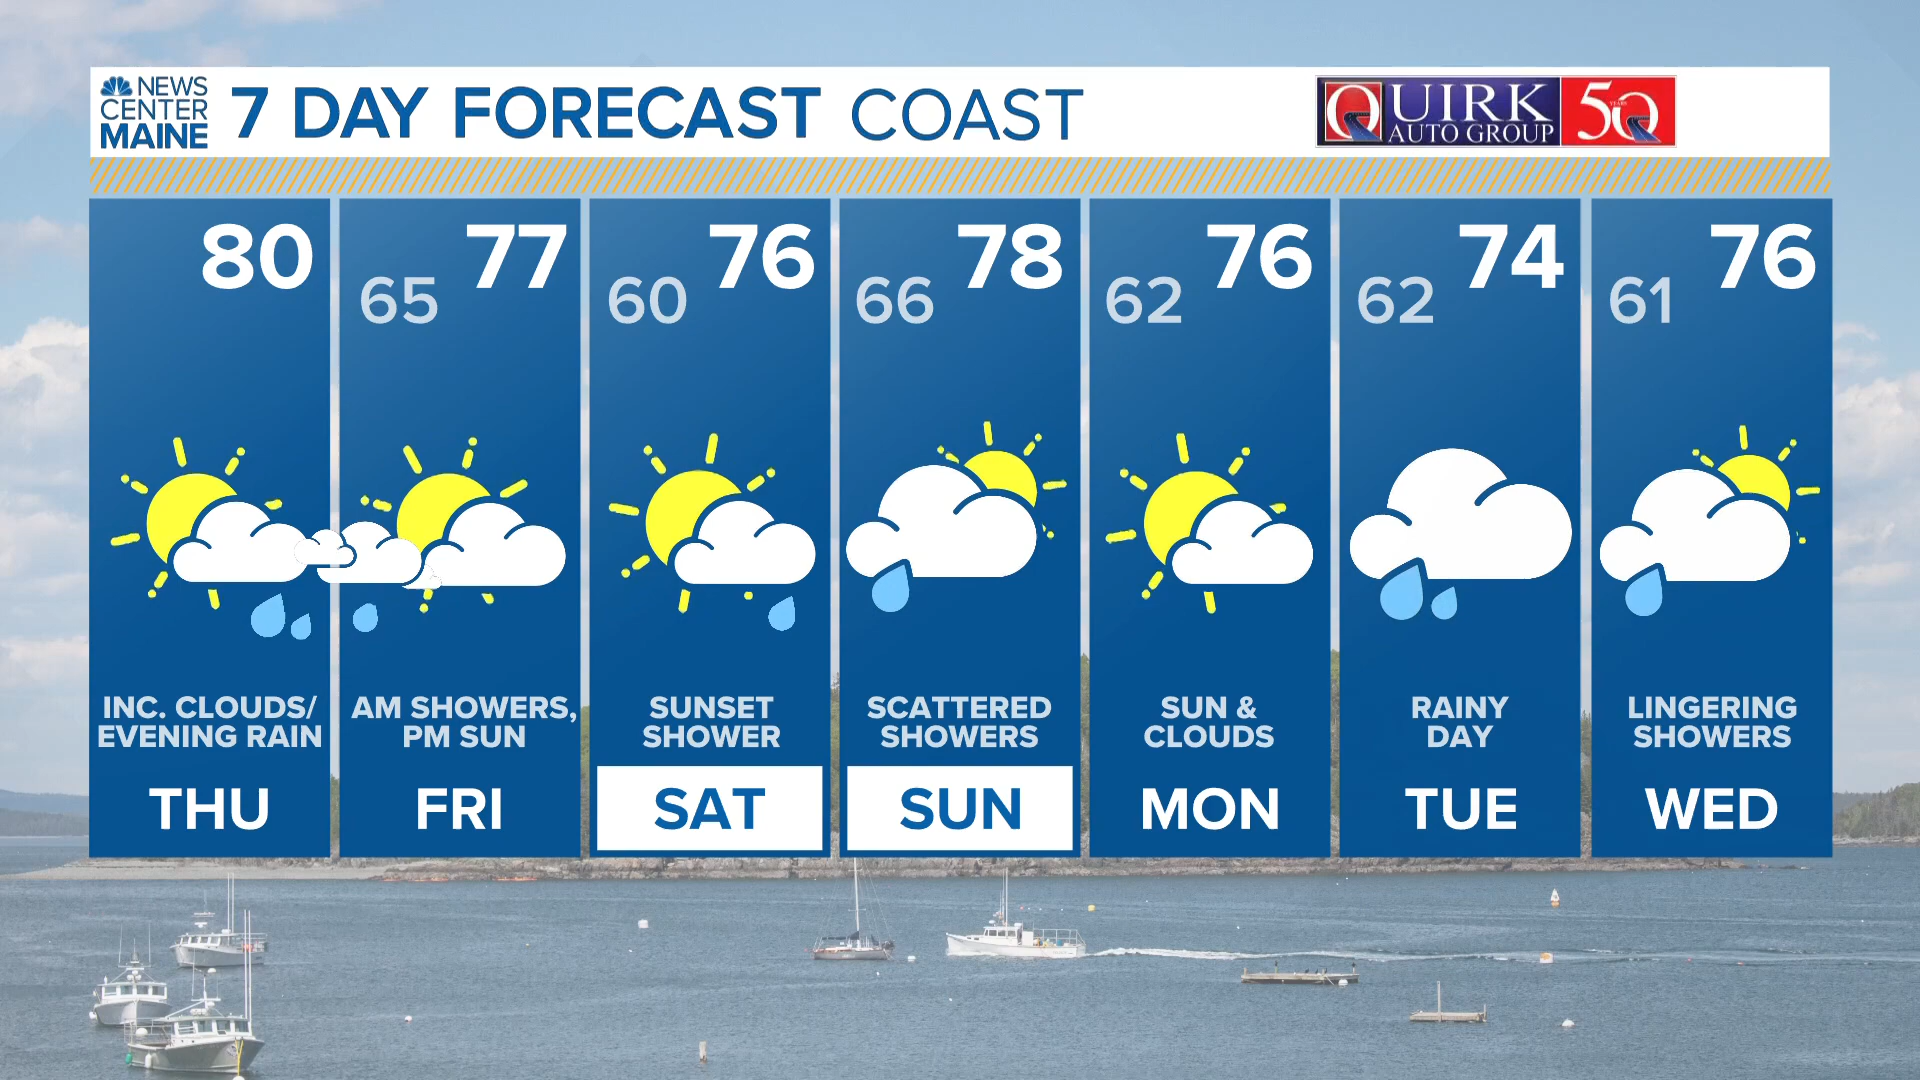 NEWS
CENTER
MAINE
7 DAY FORECAST COAST
QUIRK
AUTO GROUP
50
YEARS
80
65 77
60 76
66 78
62 76
62 74
61 76
INC. CLOUDS/
EVENING RAIN
AM SHOWERS,
PM SUN
SUNSET
SHOWER
SCATTERED
SHOWERS
SUN &
CLOUDS
RAINY
DAY
LINGERING
SHOWERS
THU
FRI
SAT
SUN
MON
TUE
WED